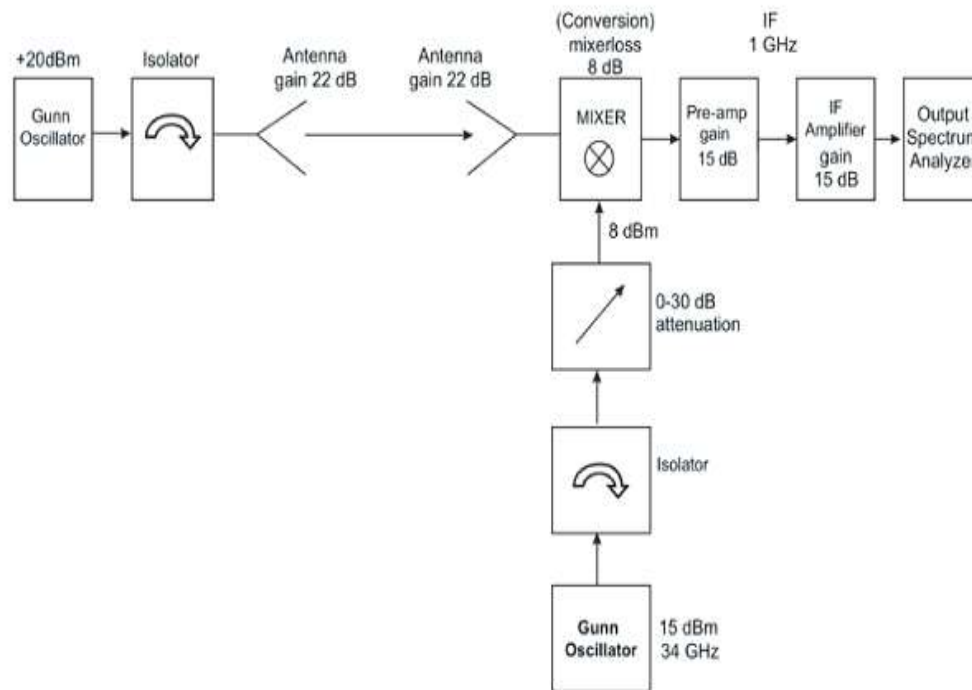 +20dBm
Gunn
Oscillator
Isolator
Antenna
gain 22 dB
Antenna
gain 22 dB
(Conversion)
mixerloss
8 dB
MIXER
IF
1 GHz
Pre-amp
gain
15 dB
IF
Amplifier
gain
15 dB
Output
Spectrum
Analyzer
8 dBm
0-30 dB
attenuation
Isolator
Gunn
Oscillator
15 dBm
34 GHz